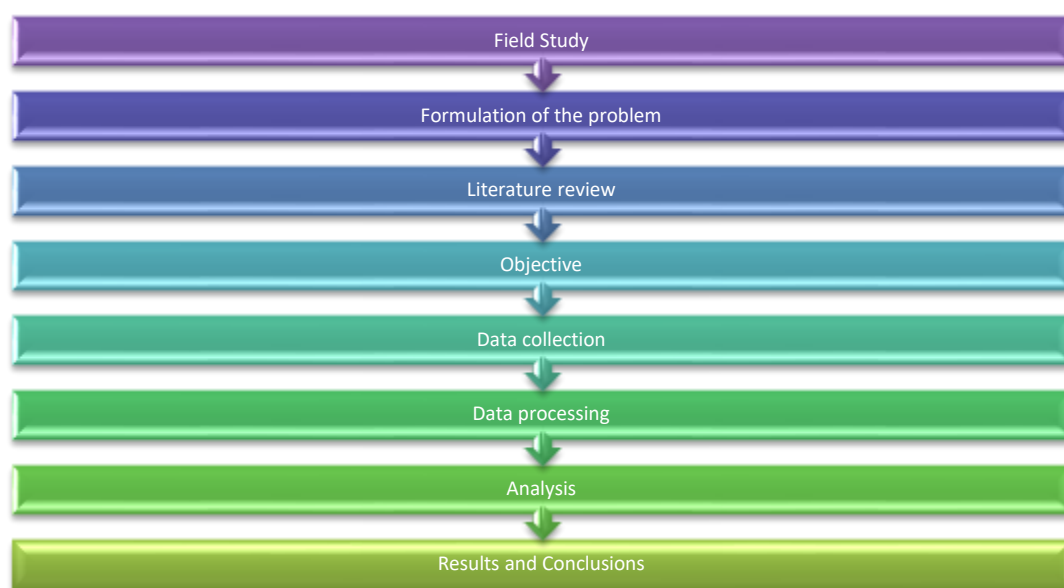 Field Study
Formulation of the problem
Literature review
Objective
Data collection
Data processing
Analysis
Results and Conclusions